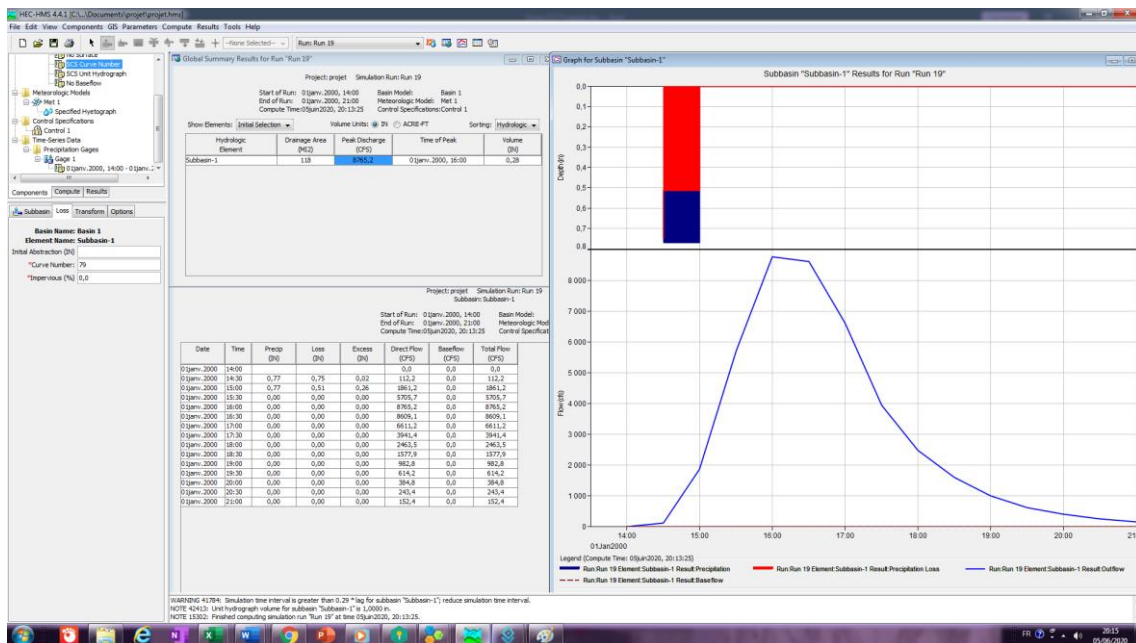 HEC-HMS 4.4.1 [C:\...\Documents\projet\projet.hms]
File Edit View Components GIS Parameters Compute Results Tools Help
--None Selected--
Run: Run 19
No Surface
SCS Curve Number
SCS Unit Hydrograph
No Baseflow
Meteorologic Models
Met 1
Specified Hyetograph
Control Specifications
Control 1
Time-Series Data
Precipitation Gages
Gage 1
01janv.2000, 14:00 - 01janv.2
Components Compute Results
Subbasin Loss Transform Options
Basin Name: Basin 1
Element Name: Subbasin-1
Initial Abstraction (IN)
*Curve Number: 79
*Impervious (%) 0,0
Global Summary Results for Run "Run 19"
Project: projet Simulation Run: Run 19
Start of Run: 01janv.2000, 14:00 Basin Model: Basin 1
End of Run: 01janv.2000, 21:00 Meteorologic Model: Met 1
Compute Time:05juin2020, 20:13:25 Control Specifications:Control 1
Show Elements: Initial Selection Volume Units: IN ACRE-FT Sorting: Hydrologic
Hydrologic Drainage Area Peak Discharge Time of Peak Volume
Element (MI2) (CFS) (IN)
Subbasin-1 118 8765,2 01janv.2000, 16:00 0,28
Project: projet Simulation Run: Run 19
Subbasin: Subbasin-1
Start of Run: 01janv.2000, 14:00 Basin Model:
End of Run: 01janv.2000, 21:00 Meteorologic Mod
Compute Time:05juin2020, 20:13:25 Control Specificat
Date Time Precip Loss Excess Direct Flow Baseflow Total Flow
(IN) (IN) (IN) (CFS) (CFS) (CFS)
01janv.2000 14:00 0,0 0,0 0,0
01janv.2000 14:30 0,77 0,75 0,02 112,2 0,0 112,2
01janv.2000 15:00 0,77 0,51 0,26 1861,2 0,0 1861,2
01janv.2000 15:30 0,00 0,00 0,00 5705,7 0,0 5705,7
01janv.2000 16:00 0,00 0,00 0,00 8765,2 0,0 8765,2
01janv.2000 16:30 0,00 0,00 0,00 8609,1 0,0 8609,1
01janv.2000 17:00 0,00 0,00 0,00 6611,2 0,0 6611,2
01janv.2000 17:30 0,00 0,00 0,00 3941,4 0,0 3941,4
01janv.2000 18:00 0,00 0,00 0,00 2463,5 0,0 2463,5
01janv.2000 18:30 0,00 0,00 0,00 1577,9 0,0 1577,9
01janv.2000 19:00 0,00 0,00 0,00 982,8 0,0 982,8
01janv.2000 19:30 0,00 0,00 0,00 614,2 0,0 614,2
01janv.2000 20:00 0,00 0,00 0,00 384,8 0,0 384,8
01janv.2000 20:30 0,00 0,00 0,00 243,4 0,0 243,4
01janv.2000 21:00 0,00 0,00 0,00 152,4 0,0 152,4
Graph for Subbasin "Subbasin-1"
Subbasin "Subbasin-1" Results for Run "Run 19"
Depth (in)
0,0
0,1
0,2
0,3
0,4
0,5
0,6
0,7
0,8
Flow (cfs)
8 000
7 000
6 000
5 000
4 000
3 000
2 000
1 000
0
14:00 15:00 16:00 17:00 18:00 19:00 20:00 21
01Jan2000
Legend (Compute Time: 05juin2020, 20:13:25)
Run:Run 19 Element:Subbasin-1 Result:Precipitation
Run:Run 19 Element:Subbasin-1 Result:Precipitation Loss
Run:Run 19 Element:Subbasin-1 Result:Outflow
Run:Run 19 Element:Subbasin-1 Result:Baseflow
WARNING 41784: Simulation time interval is greater than 0.29 * lag for subbasin "Subbasin-1"; reduce simulation time interval.
NOTE 42413: Unit hydrograph volume for subbasin "Subbasin-1" is 1,0000 in.
NOTE 15302: Finished computing simulation run "Run 19" at time 05juin2020, 20:13:25.
FR
20:15
05/06/2020